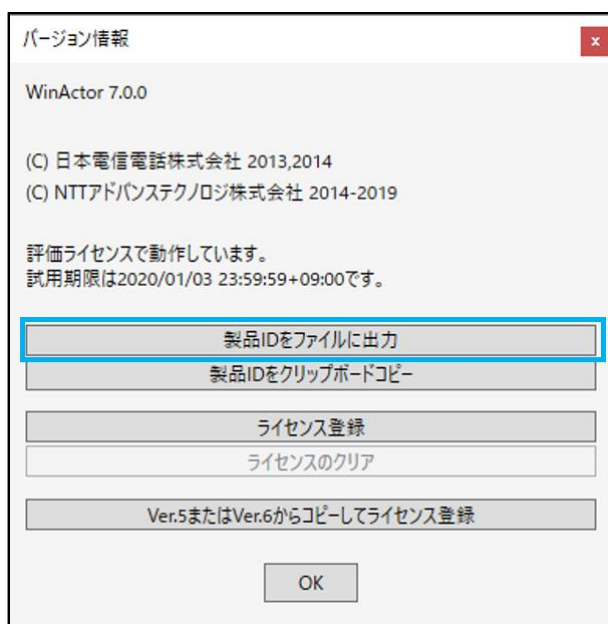 バージョン情報
x
WinActor 7.0.0
(C) 日本電信電話株式会社 2013,2014
(C) NTTアドバンステクノロジ株式会社 2014-2019
評価ライセンスで動作しています。
試用期限は2020/01/03 23:59:59+09:00です。
製品IDをファイルに出力
製品IDをクリップボードコピー
ライセンス登録
ライセンスのクリア
Ver.5またはVer.6からコピーしてライセンス登録
OK